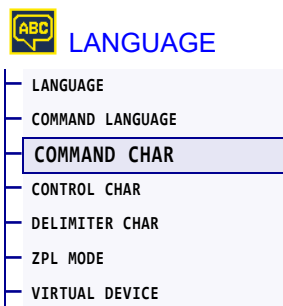 ABC
LANGUAGE
LANGUAGE
COMMAND LANGUAGE
COMMAND CHAR
CONTROL CHAR
DELIMITER CHAR
ZPL MODE
VIRTUAL DEVICE